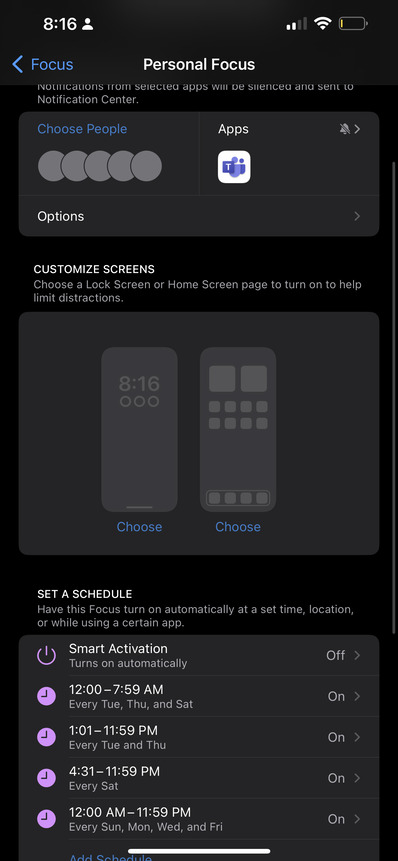 8:16
Focus
Personal Focus
Notifications from selected apps will be silenced and sent to
Notification Center.
Choose People
Apps
T
Options
CUSTOMIZE SCREENS
Choose a Lock Screen or Home Screen page to turn on to help
limit distractions.
8:16
Choose
Choose
SET A SCHEDULE
Have this Focus turn on automatically at a set time, location,
or while using a certain app.
Smart Activation
Off
Turns on automatically
12:00 – 7:59 AM
On
Every Tue, Thu, and Sat
1:01 – 11:59 PM
On
Every Tue and Thu
4:31 – 11:59 PM
On
Every Sat
12:00 AM – 11:59 PM
On
Every Sun, Mon, Wed, and Fri
Add Schedule